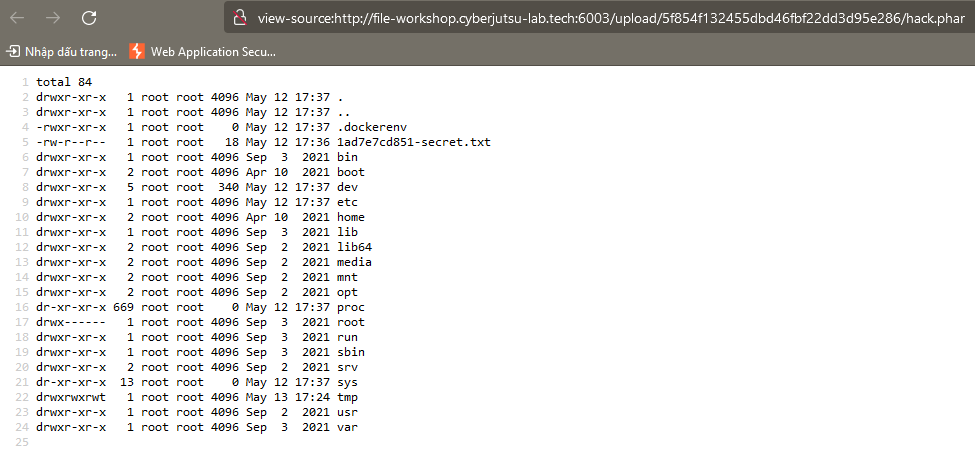 view-source:http://file-workshop.cyberjutsu-lab.tech:6003/upload/5f854f132455dbd46fbf22dd3d95e286/hack.phar
Nhập dấu trang... Web Application Secu...
1 total 84
2 drwxr-xr-x 1 root root 4096 May 12 17:37 .
3 drwxr-xr-x 1 root root 4096 May 12 17:37 ..
4 -rwxr-xr-x 1 root root 0 May 12 17:37 .dockerenv
5 -rw-r--r-- 1 root root 18 May 12 17:36 1ad7e7cd851-secret.txt
6 drwxr-xr-x 1 root root 4096 Sep 3 2021 bin
7 drwxr-xr-x 2 root root 4096 Apr 10 2021 boot
8 drwxr-xr-x 5 root root 340 May 12 17:37 dev
9 drwxr-xr-x 1 root root 4096 May 12 17:37 etc
10 drwxr-xr-x 2 root root 4096 Apr 10 2021 home
11 drwxr-xr-x 1 root root 4096 Sep 3 2021 lib
12 drwxr-xr-x 2 root root 4096 Sep 2 2021 lib64
13 drwxr-xr-x 2 root root 4096 Sep 2 2021 media
14 drwxr-xr-x 2 root root 4096 Sep 2 2021 mnt
15 drwxr-xr-x 2 root root 4096 Sep 2 2021 opt
16 dr-xr-xr-x 669 root root 0 May 12 17:37 proc
17 drwx------ 1 root root 4096 Sep 3 2021 root
18 drwxr-xr-x 1 root root 4096 Sep 3 2021 run
19 drwxr-xr-x 1 root root 4096 Sep 3 2021 sbin
20 drwxr-xr-x 2 root root 4096 Sep 2 2021 srv
21 dr-xr-xr-x 13 root root 0 May 12 17:37 sys
22 drwxrwxrwt 1 root root 4096 May 13 17:24 tmp
23 drwxr-xr-x 1 root root 4096 Sep 2 2021 usr
24 drwxr-xr-x 1 root root 4096 Sep 3 2021 var
25